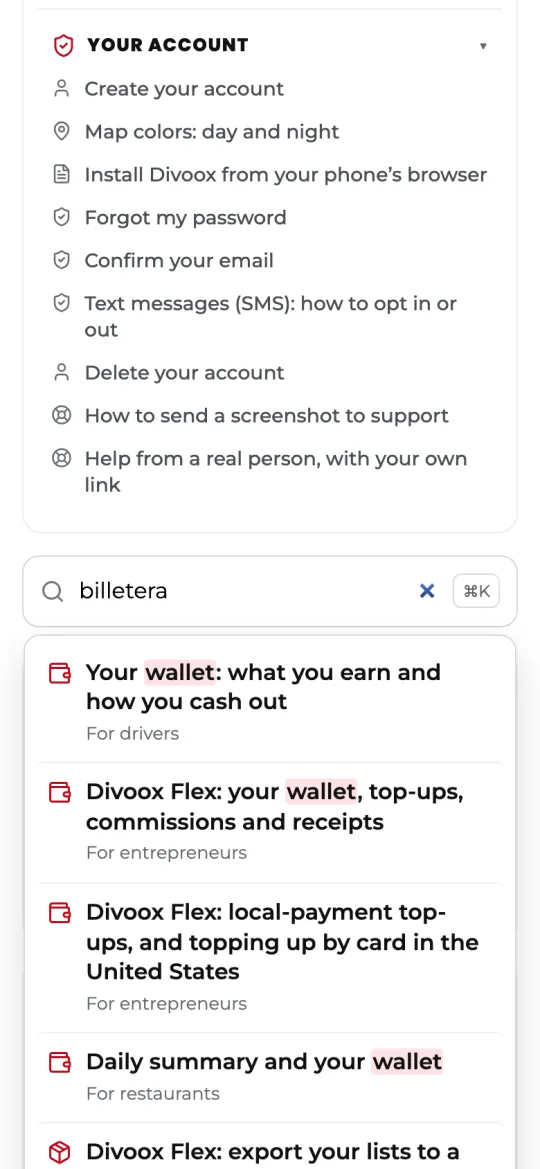 YOUR ACCOUNT
Create your account
Map colors: day and night
Install Divoox from your phone’s browser
Forgot my password
Confirm your email
Text messages (SMS): how to opt in or
out
Delete your account
How to send a screenshot to support
Help from a real person, with your own
link
billetera
⌘K
Your wallet: what you earn and
how you cash out
For drivers
Divoox Flex: your wallet, top-ups,
commissions and receipts
For entrepreneurs
Divoox Flex: local-payment top-
ups, and topping up by card in the
United States
For entrepreneurs
Daily summary and your wallet
For restaurants
Divoox Flex: export your lists to a